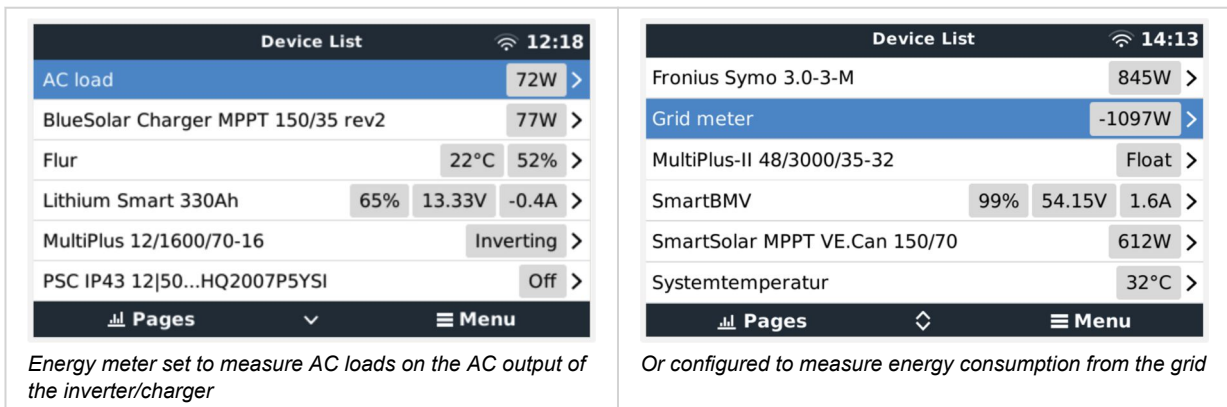 Device List 12:18
AC load 72W
BlueSolar Charger MPPT 150/35 rev2 77W
Flur 22°C 52%
Lithium Smart 330Ah 65% 13.33V -0.4A
MultiPlus 12/1600/70-16 Inverting
PSC IP43 12|50...HQ2007P5YSI Off
Pages Menu
Energy meter set to measure AC loads on the AC output of
the inverter/charger
Device List 14:13
Fronius Symo 3.0-3-M 845W
Grid meter -1097W
MultiPlus-II 48/3000/35-32 Float
SmartBMV 99% 54.15V 1.6A
SmartSolar MPPT VE.Can 150/70 612W
Systemtemperatur 32°C
Pages Menu
Or configured to measure energy consumption from the grid